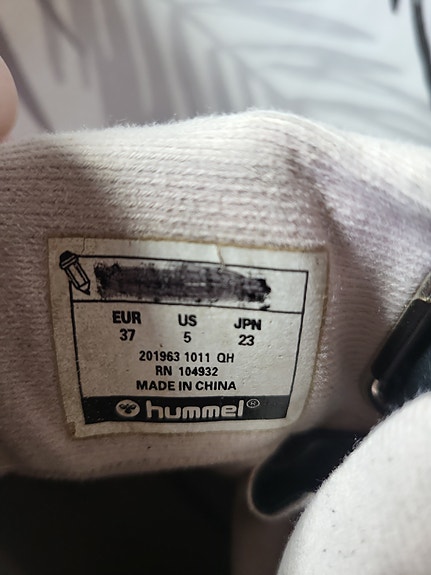 EUR US JPN
37 5 23
201963 1011 QH
RN 104932
MADE IN CHINA
hummel®